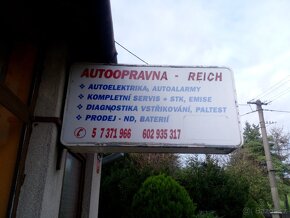 AUTOOPRAVNA - REICH
AUTOELEKTRIKA, AUTOALARMY
KOMPLETNÍ SERVIS + STK, EMISE
DIAGNOSTIKA VSTŘIKOVÁNÍ, PALTEST
PRODEJ - ND, BATERIÍ
5 7 371 966 602 935 317